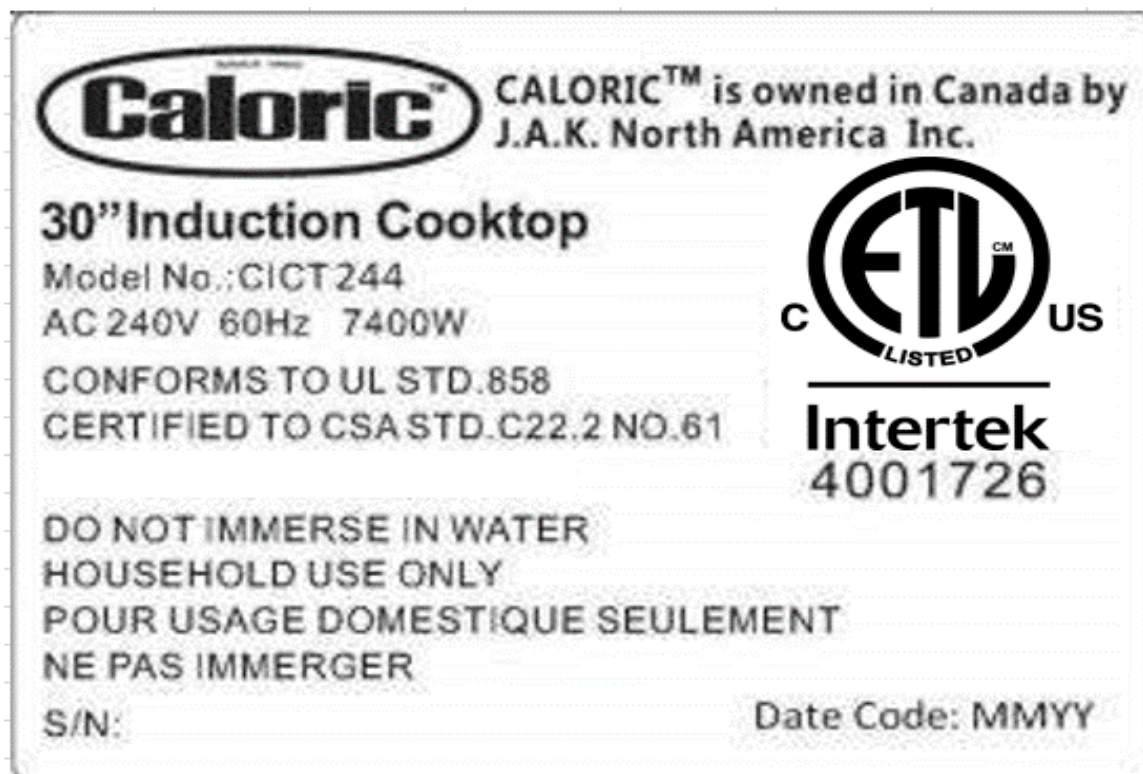 Caloric™
CALORIC™ is owned in Canada by
J.A.K. North America Inc.
30”Induction Cooktop
Model No.:CICT244
AC 240V 60Hz 7400W
CONFORMS TO UL STD.858
CERTIFIED TO CSA STD.C22.2 NO.61
C ETL CM US
LISTED
Intertek
4001726
DO NOT IMMERSE IN WATER
HOUSEHOLD USE ONLY
POUR USAGE DOMESTIQUE SEULEMENT
NE PAS IMMERGER
S/N:
Date Code: MMYY